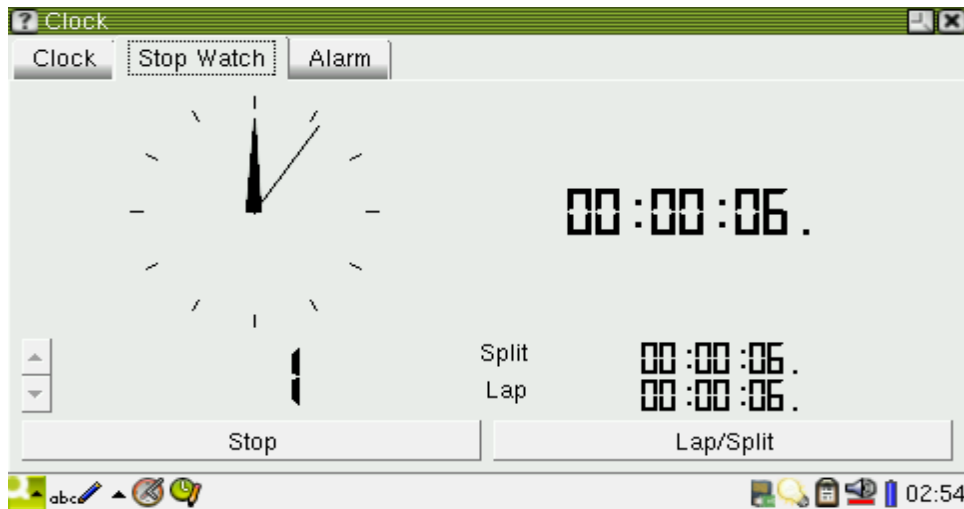 Clock
Clock Stop Watch Alarm
00:00:06.
1
Split 00:00:06.
Lap 00:00:06.
Stop Lap/Split
abc 02:54